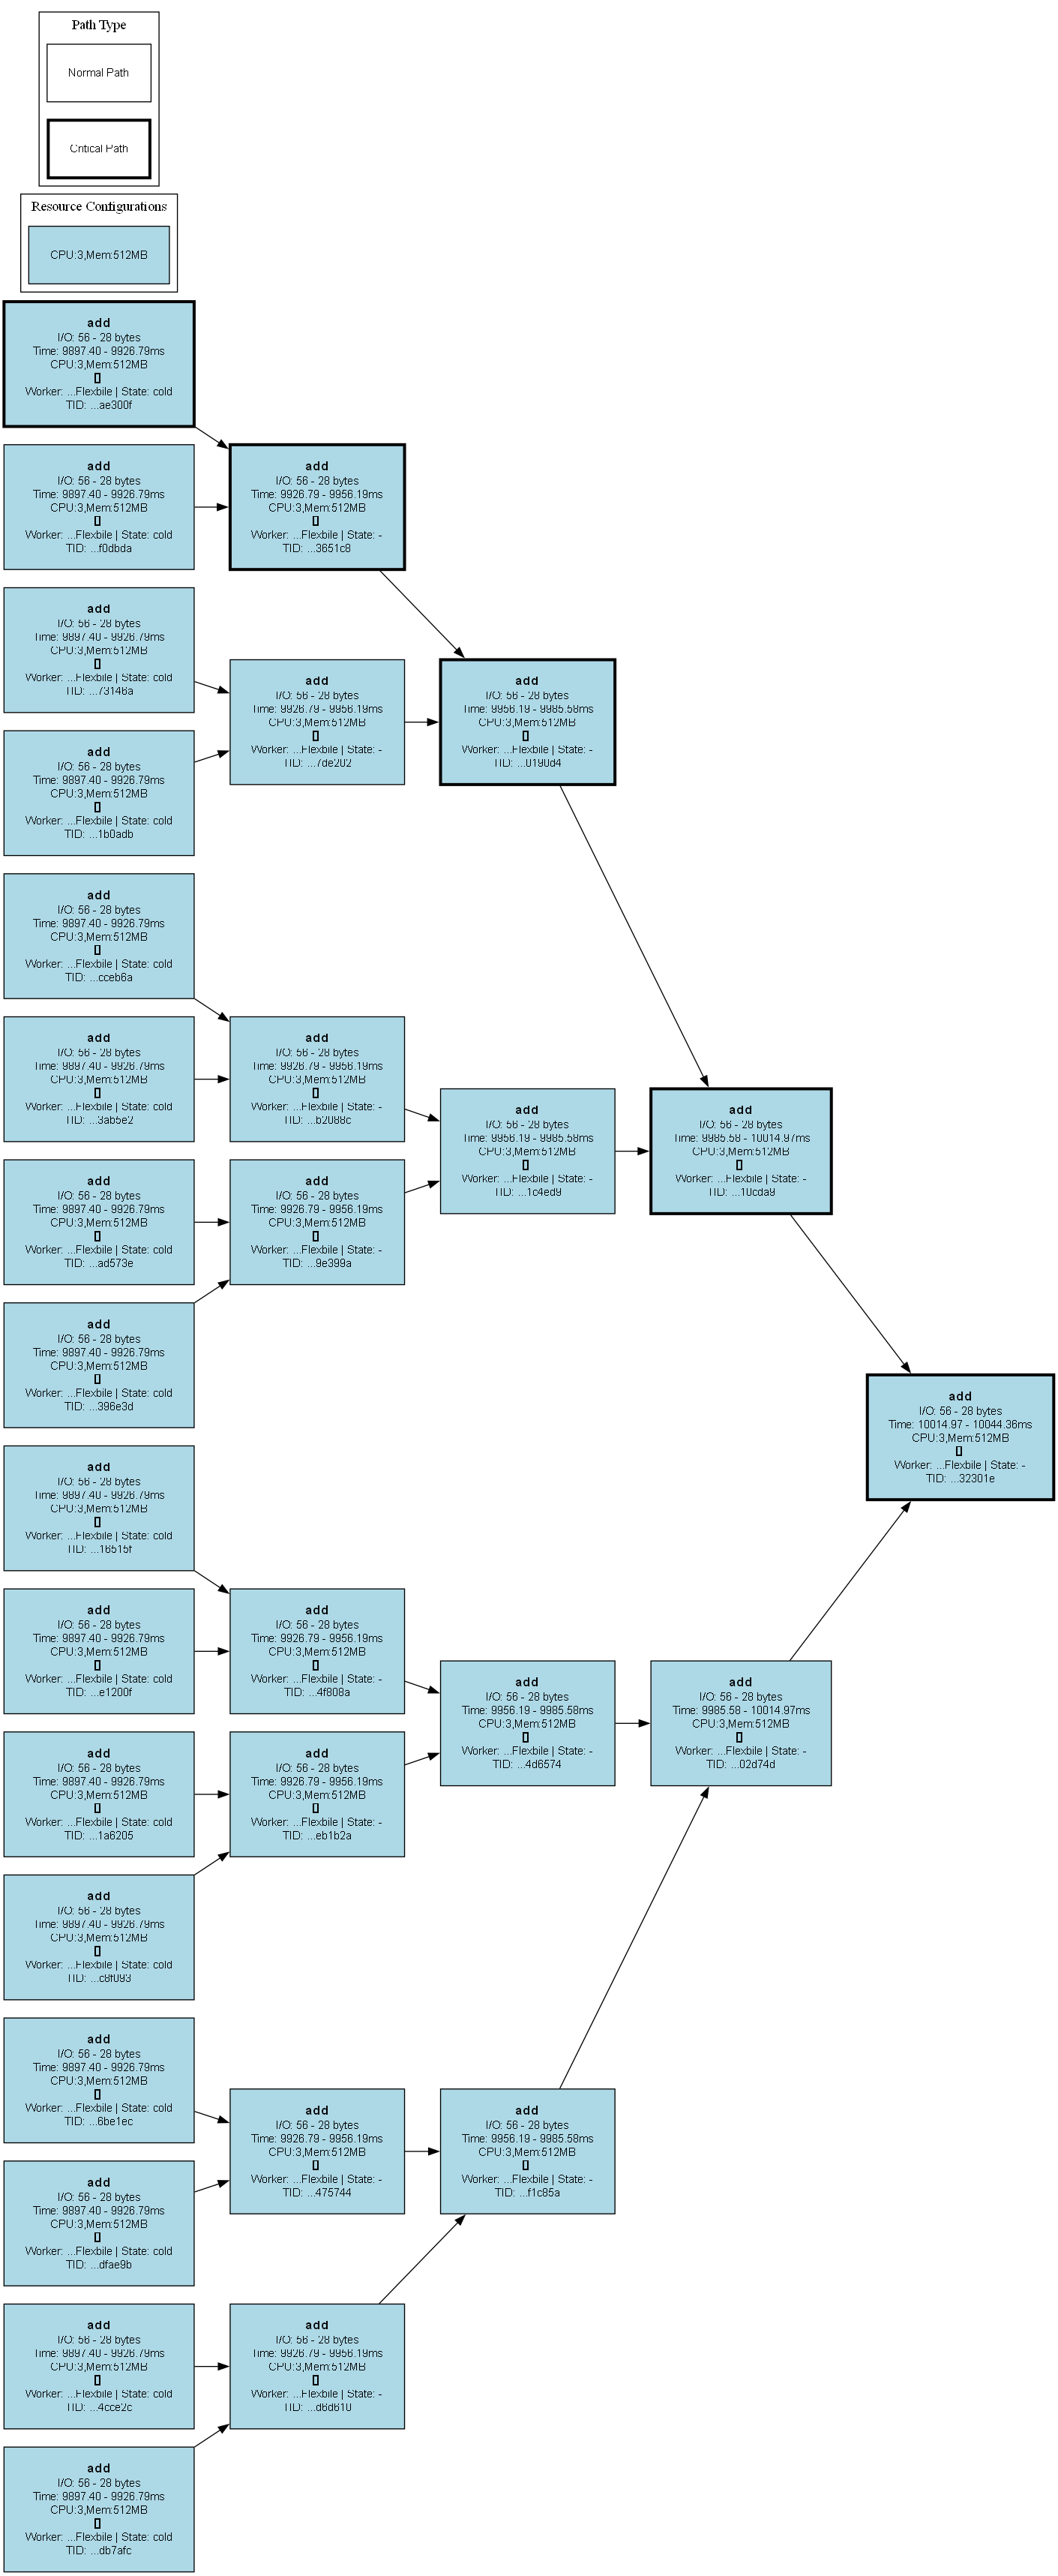 Path Type
Normal Path
Critical Path
Resource Configurations
CPU:3,Mem:512MB
add
I/O: 56 - 28 bytes
Time: 9897.40 - 9926.79ms
CPU:3,Mem:512MB
[]
Worker: ...Flexbile | State: cold
TID: ...ae300f
add
I/O: 56 - 28 bytes
Time: 9897.40 - 9926.79ms
CPU:3,Mem:512MB
[]
Worker: ...Flexbile | State: cold
TID: ...f0dbda
add
I/O: 56 - 28 bytes
Time: 9926.79 - 9956.19ms
CPU:3,Mem:512MB
[]
Worker: ...Flexbile | State: -
TID: ...3651c8
add
I/O: 56 - 28 bytes
Time: 9897.40 - 9926.79ms
CPU:3,Mem:512MB
[]
Worker: ...Flexbile | State: cold
TID: ...73146a
add
I/O: 56 - 28 bytes
Time: 9926.79 - 9956.19ms
CPU:3,Mem:512MB
[]
Worker: ...Flexbile | State: -
TID: ...7de202
add
I/O: 56 - 28 bytes
Time: 9956.19 - 9985.58ms
CPU:3,Mem:512MB
[]
Worker: ...Flexbile | State: -
TID: ...0190d4
add
I/O: 56 - 28 bytes
Time: 9897.40 - 9926.79ms
CPU:3,Mem:512MB
[]
Worker: ...Flexbile | State: cold
TID: ...1b0adb
add
I/O: 56 - 28 bytes
Time: 9897.40 - 9926.79ms
CPU:3,Mem:512MB
[]
Worker: ...Flexbile | State: cold
TID: ...cceb6a
add
I/O: 56 - 28 bytes
Time: 9897.40 - 9926.79ms
CPU:3,Mem:512MB
[]
Worker: ...Flexbile | State: cold
TID: ...3ab5e2
add
I/O: 56 - 28 bytes
Time: 9926.79 - 9956.19ms
CPU:3,Mem:512MB
[]
Worker: ...Flexbile | State: -
TID: ...b2088c
add
I/O: 56 - 28 bytes
Time: 9956.19 - 9985.58ms
CPU:3,Mem:512MB
[]
Worker: ...Flexbile | State: -
TID: ...1c4ed9
add
I/O: 56 - 28 bytes
Time: 9985.58 - 10014.97ms
CPU:3,Mem:512MB
[]
Worker: ...Flexbile | State: -
TID: ...10cda9
add
I/O: 56 - 28 bytes
Time: 9897.40 - 9926.79ms
CPU:3,Mem:512MB
[]
Worker: ...Flexbile | State: cold
TID: ...ad573e
add
I/O: 56 - 28 bytes
Time: 9926.79 - 9956.19ms
CPU:3,Mem:512MB
[]
Worker: ...Flexbile | State: -
TID: ...9e399a
add
I/O: 56 - 28 bytes
Time: 9897.40 - 9926.79ms
CPU:3,Mem:512MB
[]
Worker: ...Flexbile | State: cold
TID: ...396e3d
add
I/O: 56 - 28 bytes
Time: 10014.97 - 10044.36ms
CPU:3,Mem:512MB
[]
Worker: ...Flexbile | State: -
TID: ...32301e
add
I/O: 56 - 28 bytes
Time: 9897.40 - 9926.79ms
CPU:3,Mem:512MB
[]
Worker: ...Flexbile | State: cold
TID: ...16515f
add
I/O: 56 - 28 bytes
Time: 9897.40 - 9926.79ms
CPU:3,Mem:512MB
[]
Worker: ...Flexbile | State: cold
TID: ...e1200f
add
I/O: 56 - 28 bytes
Time: 9926.79 - 9956.19ms
CPU:3,Mem:512MB
[]
Worker: ...Flexbile | State: -
TID: ...4f808a
add
I/O: 56 - 28 bytes
Time: 9956.19 - 9985.58ms
CPU:3,Mem:512MB
[]
Worker: ...Flexbile | State: -
TID: ...4d6574
add
I/O: 56 - 28 bytes
Time: 9985.58 - 10014.97ms
CPU:3,Mem:512MB
[]
Worker: ...Flexbile | State: -
TID: ...02d74d
add
I/O: 56 - 28 bytes
Time: 9897.40 - 9926.79ms
CPU:3,Mem:512MB
[]
Worker: ...Flexbile | State: cold
TID: ...1a6205
add
I/O: 56 - 28 bytes
Time: 9926.79 - 9956.19ms
CPU:3,Mem:512MB
[]
Worker: ...Flexbile | State: -
TID: ...eb1b2a
add
I/O: 56 - 28 bytes
Time: 9897.40 - 9926.79ms
CPU:3,Mem:512MB
[]
Worker: ...Flexbile | State: cold
TID: ...c8f093
add
I/O: 56 - 28 bytes
Time: 9897.40 - 9926.79ms
CPU:3,Mem:512MB
[]
Worker: ...Flexbile | State: cold
TID: ...6be1ec
add
I/O: 56 - 28 bytes
Time: 9926.79 - 9956.19ms
CPU:3,Mem:512MB
[]
Worker: ...Flexbile | State: -
TID: ...475744
add
I/O: 56 - 28 bytes
Time: 9956.19 - 9985.58ms
CPU:3,Mem:512MB
[]
Worker: ...Flexbile | State: -
TID: ...f1c85a
add
I/O: 56 - 28 bytes
Time: 9897.40 - 9926.79ms
CPU:3,Mem:512MB
[]
Worker: ...Flexbile | State: cold
TID: ...dfae9b
add
I/O: 56 - 28 bytes
Time: 9897.40 - 9926.79ms
CPU:3,Mem:512MB
[]
Worker: ...Flexbile | State: cold
TID: ...4cce2c
add
I/O: 56 - 28 bytes
Time: 9926.79 - 9956.19ms
CPU:3,Mem:512MB
[]
Worker: ...Flexbile | State: -
TID: ...d6d610
add
I/O: 56 - 28 bytes
Time: 9897.40 - 9926.79ms
CPU:3,Mem:512MB
[]
Worker: ...Flexbile | State: cold
TID: ...db7afc